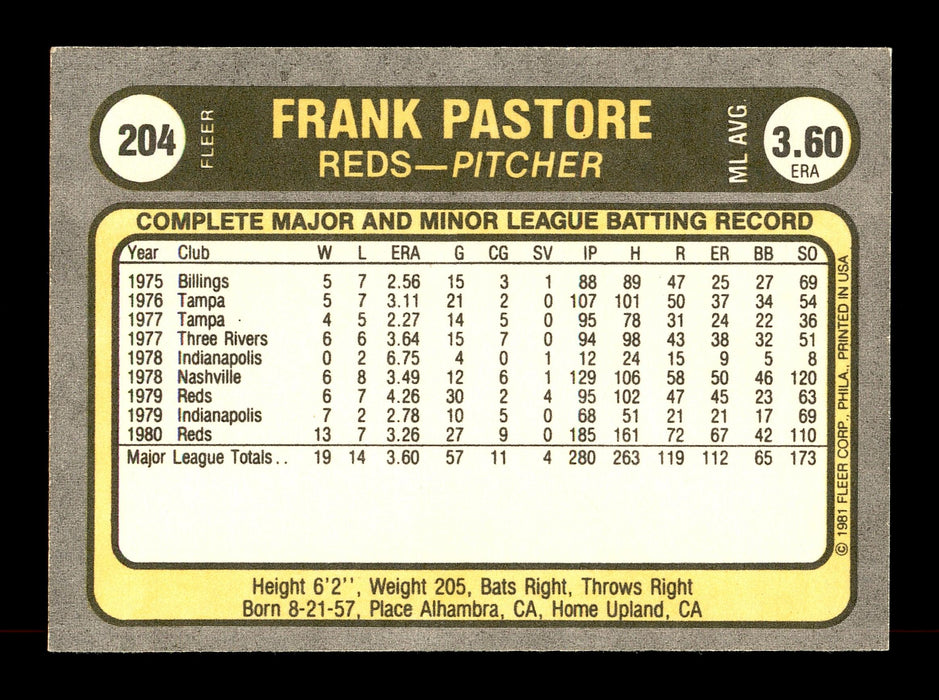 204
FLEER
FRANK PASTORE
REDS—PITCHER
ML AVG.
3.60
ERA
COMPLETE MAJOR AND MINOR LEAGUE BATTING RECORD
Year Club W L ERA G CG SV IP H R ER BB SO
1975 Billings 5 7 2.56 15 3 1 88 89 47 25 27 69
1976 Tampa 5 7 3.11 21 2 0 107 101 50 37 34 54
1977 Tampa 4 5 2.27 14 5 0 95 78 31 24 22 36
1977 Three Rivers 6 6 3.64 15 7 0 94 98 43 38 32 51
1978 Indianapolis 0 2 6.75 4 0 1 12 24 15 9 5 8
1978 Nashville 6 8 3.49 12 6 1 129 106 58 50 46 120
1979 Reds 6 7 4.26 30 2 4 95 102 47 45 23 63
1979 Indianapolis 7 2 2.78 10 5 0 68 51 21 21 17 69
1980 Reds 13 7 3.26 27 9 0 185 161 72 67 42 110
Major League Totals.. 19 14 3.60 57 11 4 280 263 119 112 65 173
© 1981 FLEER CORP., PHILA., PRINTED IN USA
Height 6'2'', Weight 205, Bats Right, Throws Right
Born 8-21-57, Place Alhambra, CA, Home Upland, CA